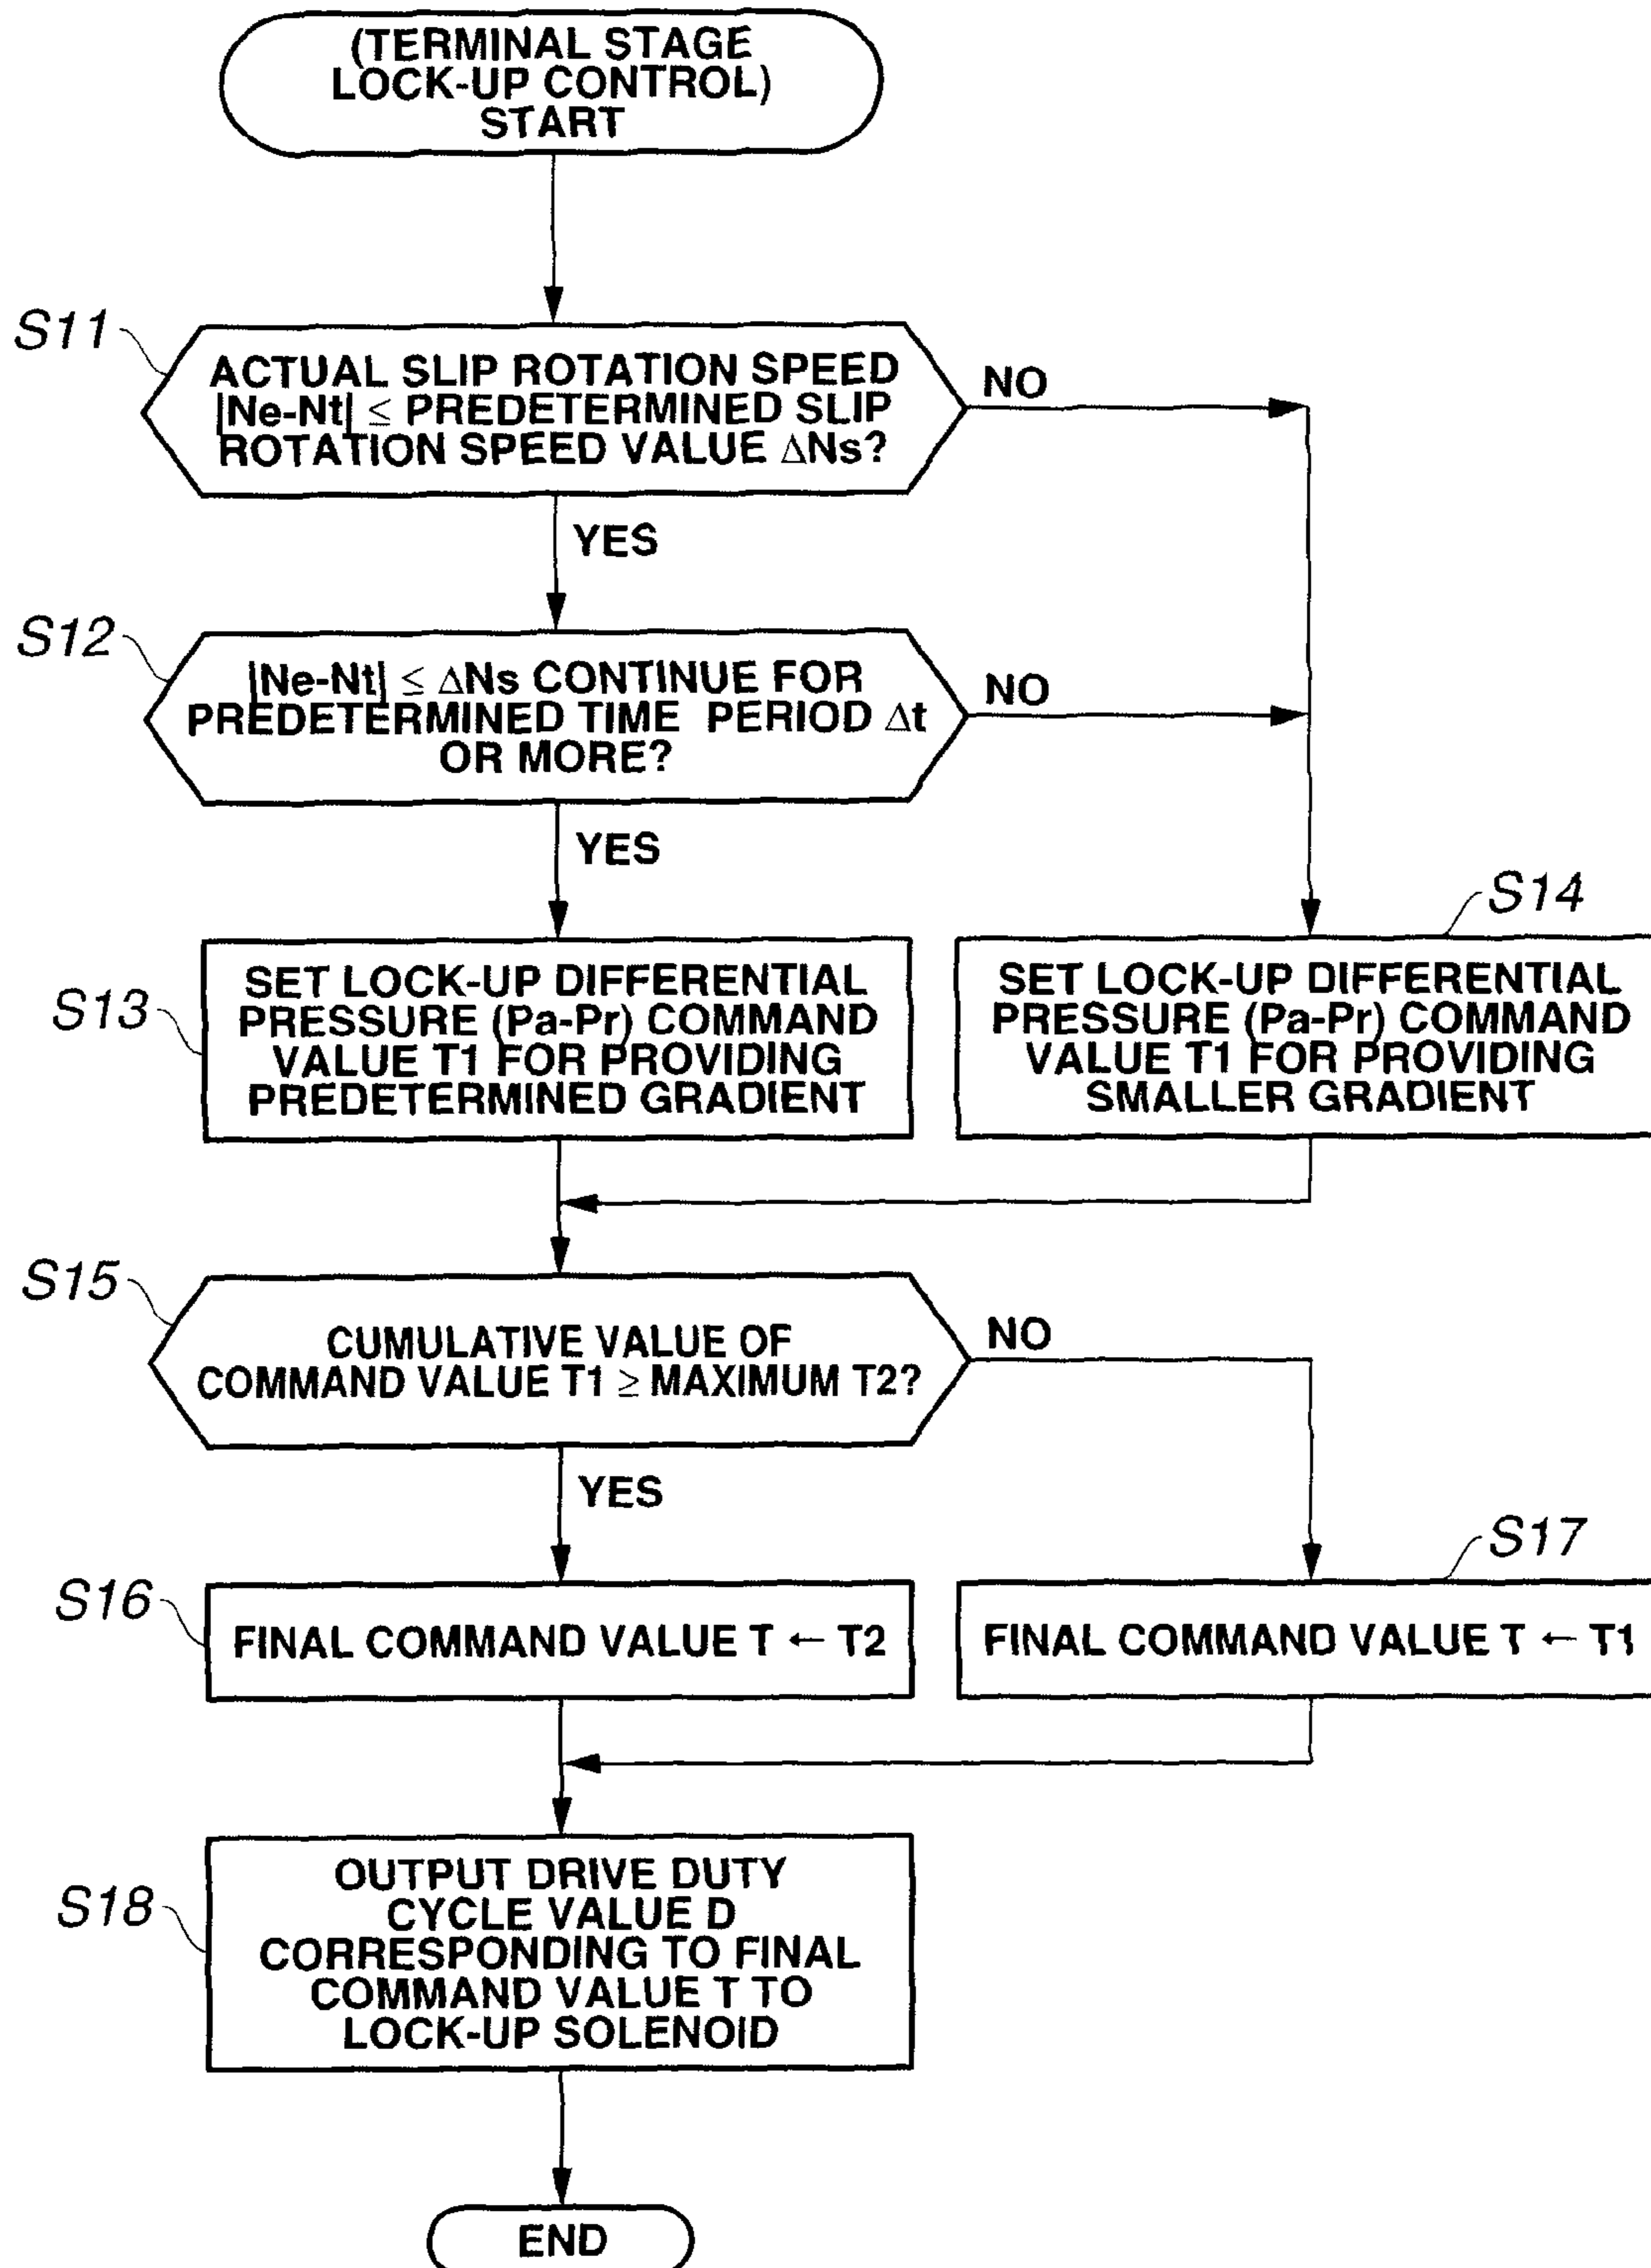 (TERMINAL STAGE
LOCK-UP CONTROL)
START
S11
ACTUAL SLIP ROTATION SPEED
|Ne-Nt| ≤ PREDETERMINED SLIP
ROTATION SPEED VALUE ΔNs?
NO
YES
S12
|Ne-Nt| ≤ ΔNs CONTINUE FOR
PREDETERMINED TIME PERIOD Δt
OR MORE?
NO
YES
S13
SET LOCK-UP DIFFERENTIAL
PRESSURE (Pa-Pr) COMMAND
VALUE T1 FOR PROVIDING
PREDETERMINED GRADIENT
S14
SET LOCK-UP DIFFERENTIAL
PRESSURE (Pa-Pr) COMMAND
VALUE T1 FOR PROVIDING
SMALLER GRADIENT
S15
CUMULATIVE VALUE OF
COMMAND VALUE T1 ≥ MAXIMUM T2?
NO
YES
S16
FINAL COMMAND VALUE T ← T2
S17
FINAL COMMAND VALUE T ← T1
S18
OUTPUT DRIVE DUTY
CYCLE VALUE D
CORRESPONDING TO FINAL
COMMAND VALUE T TO
LOCK-UP SOLENOID
END